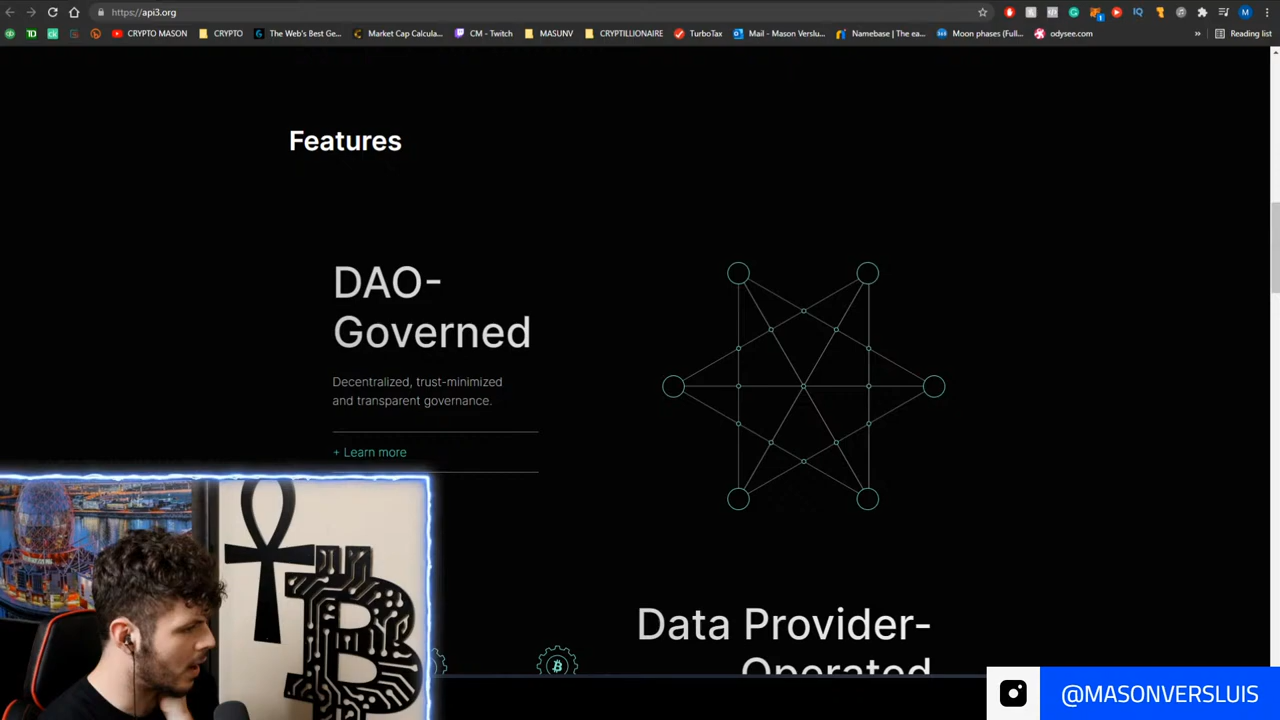 https://api3.org
CRYPTO MASON
CRYPTO
The Web's Best Ge...
Market Cap Calcula...
CM - Twitch
MASUNV
CRYPTILLIONAIRE
TurboTax
Mail - Mason Verslu...
Namebase | The ea...
Moon phases (Full...
odysee.com
»
Reading list
Features
DAO-
Governed
Decentralized, trust-minimized
and transparent governance.
+ Learn more
Data Provider-
Operated
@MASONVERSLUIS